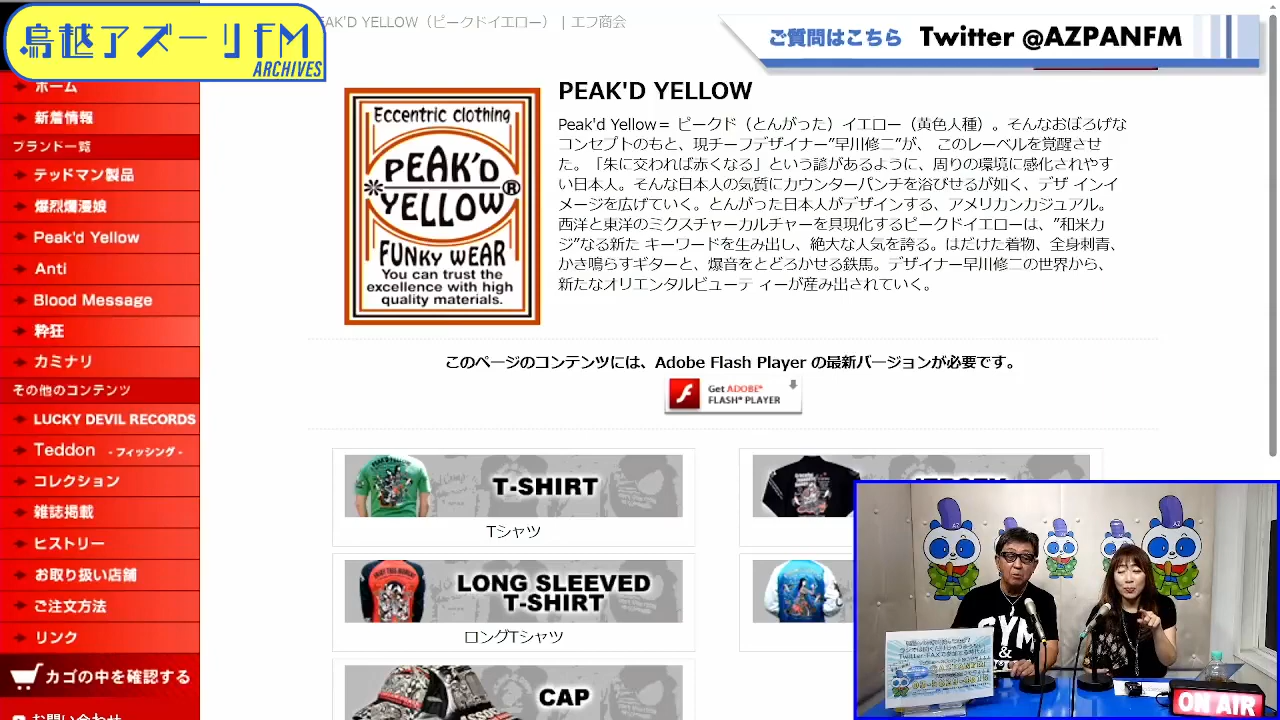 鳥越アズーリFM
ARCHIVES
AK'D YELLOW（ピークドイエロー） | エフ商会
ご質問はこちら Twitter @AZPANFM
ホーム
新着情報
ブランド一覧
テッドマン製品
爆烈爛漫娘
Peak'd Yellow
Anti
Blood Message
粋狂
カミナリ
その他のコンテンツ
LUCKY DEVIL RECORDS
Teddon - フィッシング -
コレクション
雑誌掲載
ヒストリー
お取り扱い店舗
ご注文方法
リンク
カゴの中を確認する
お問い合わせ
Eccentric clothing
PEAK'D
YELLOW®
FUNKY WEAR
You can trust the
excellence with high
quality materials.
PEAK'D YELLOW
Peak'd Yellow＝ ピークド（とんがった）イエロー（黄色人種）。そんなおぼろげな
コンセプトのもと、現チーフデザイナー”早川修二”が、 このレーベルを覚醒させ
た。「朱に交われば赤くなる」という諺があるように、周りの環境に感化されやす
い日本人。そんな日本人の気質にカウンターパンチを浴びせるが如く、デザ インイ
メージを広げていく。とんがった日本人がデザインする、アメリカンカジュアル。
西洋と東洋のミクスチャーカルチャーを具現化するピークドイエローは、”和米カ
ジ”なる新た キーワードを生み出し、絶大な人気を誇る。はだけた着物、全身刺青、
かき鳴らすギターと、爆音をとどろかせる鉄馬。デザイナー早川修二の世界から、
新たなオリエンタルビューテ ィーが産み出されていく。
このページのコンテンツには、Adobe Flash Player の最新バージョンが必要です。
Get ADOBE®
FLASH® PLAYER
T-SHIRT
Tシャツ
LONG SLEEVED
T-SHIRT
ロングTシャツ
CAP
GYM
&
ON AIR